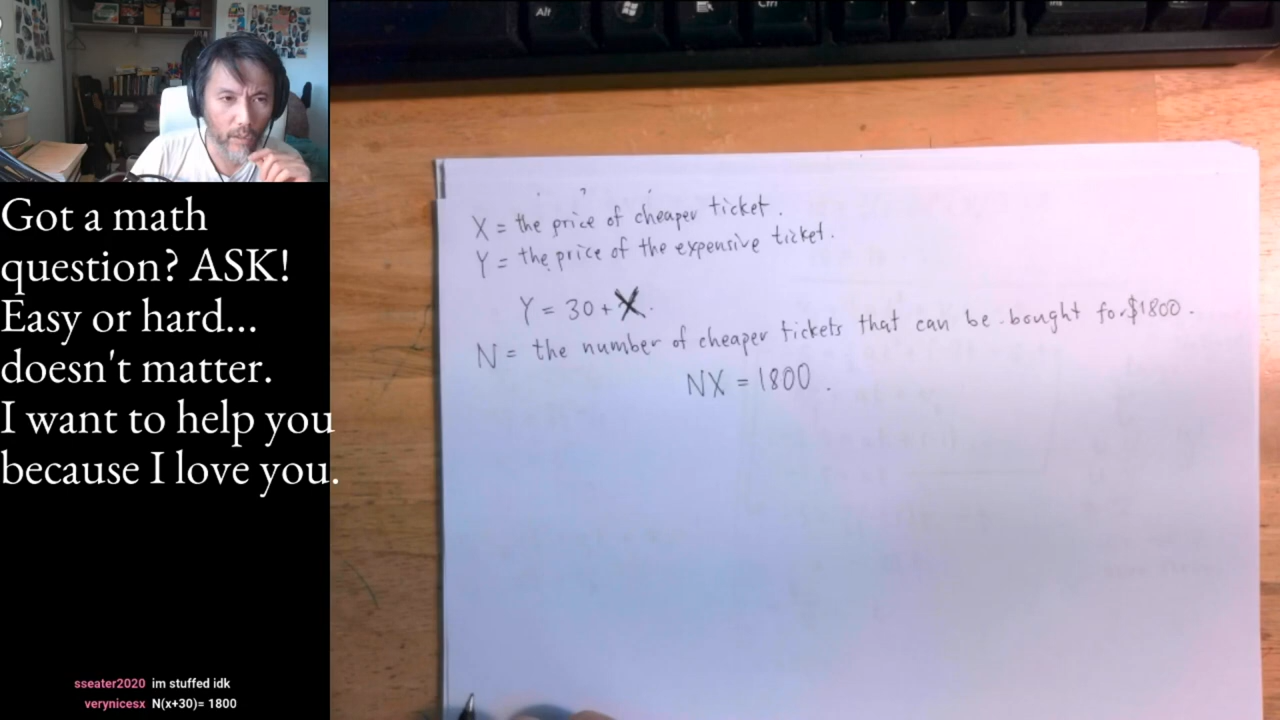 Alt
Ctrl
Got a math
question? ASK!
Easy or hard...
doesn't matter.
I want to help you
because I love you.
sseater2020 im stuffed idk
verynicesx N(x+30)= 1800
X = the price of cheaper ticket.
Y = the price of the expensive ticket.
Y = 30 + X.
N = the number of cheaper tickets that can be bought for $1800.
NX = 1800.